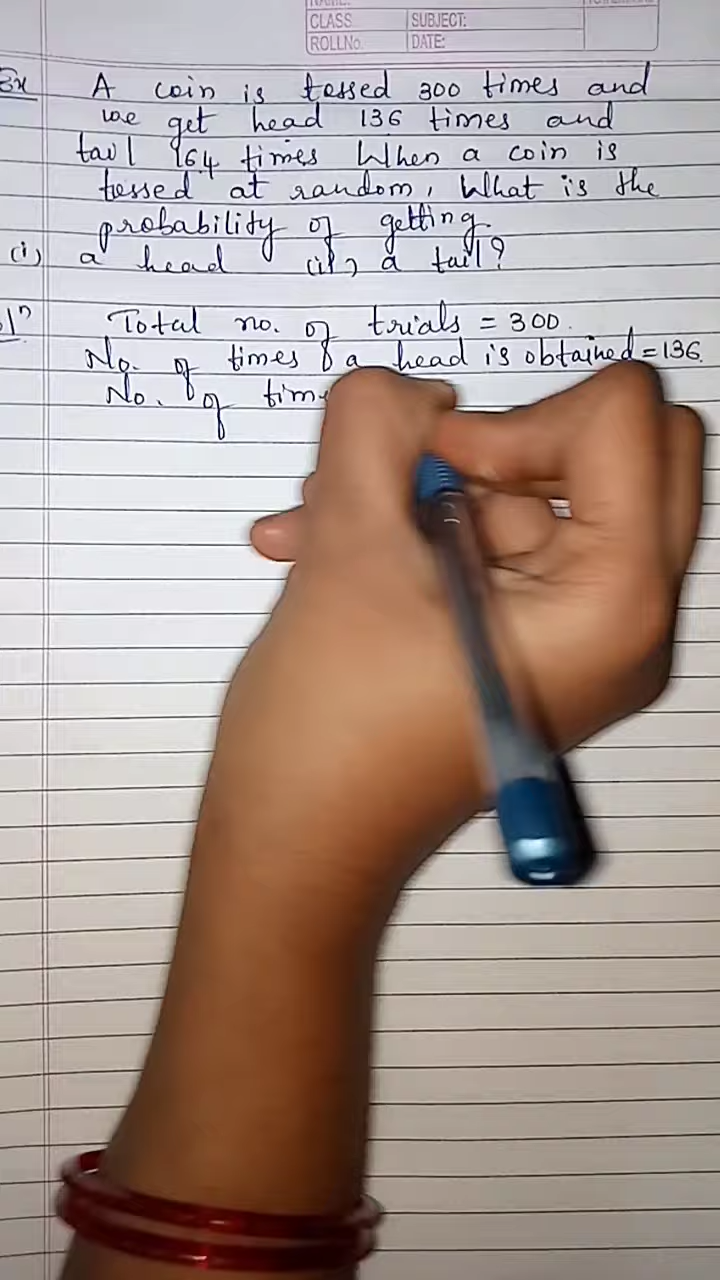 CLASS SUBJECT:
ROLLNo. DATE:
Ex A coin is tossed 300 times and
we get head 136 times and
tail 164 times When a coin is
tossed at random, What is the
probability of getting
(i) a head (ii) a tail?
Total no. of trials = 300.
No. of times a head is obtained = 136.
No. of